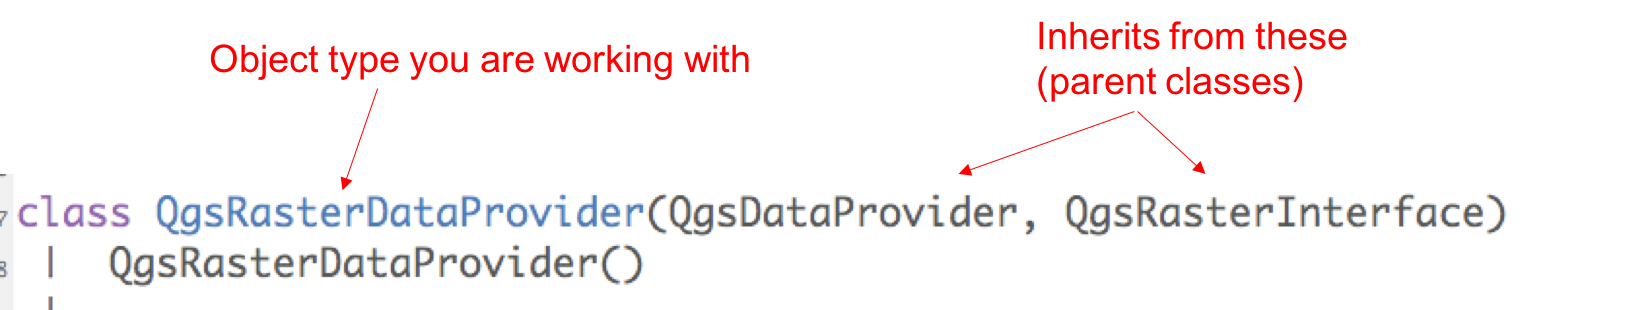 Object type you are working with
Inherits from these
(parent classes)
7 class QgsRasterDataProvider(QgsDataProvider, QgsRasterInterface)
8 | QgsRasterDataProvider()
|